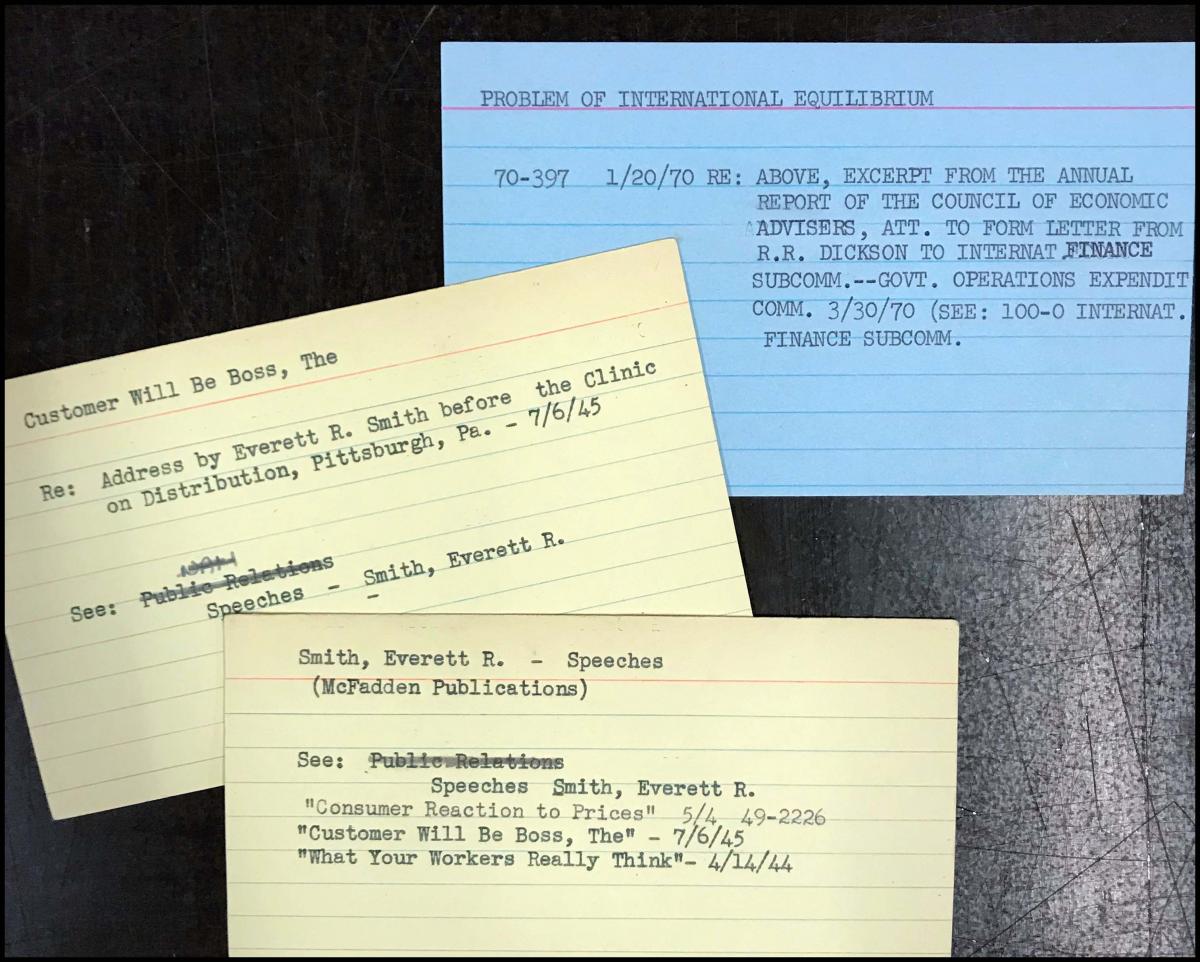 PROBLEM OF INTERNATIONAL EQUILIBRIUM
70-397 1/20/70 RE: ABOVE, EXCERPT FROM THE ANNUAL
REPORT OF THE COUNCIL OF ECONOMIC
ADVISERS, ATT. TO FORM LETTER FROM
R.R. DICKSON TO INTERNAT.FINANCE
SUBCOMM.--GOVT. OPERATIONS EXPENDIT
COMM. 3/30/70 (SEE: 100-0 INTERNAT.
FINANCE SUBCOMM.
Customer Will Be Boss, The
Re: Address by Everett R. Smith before the Clinic
on Distribution, Pittsburgh, Pa. - 7/6/45
See: Public Relations
Speeches - Smith, Everett R.
-
Smith, Everett R. - Speeches
(McFadden Publications)
See: Public Relations
Speeches Smith, Everett R.
"Consumer Reaction to Prices" 5/4 49-2226
"Customer Will Be Boss, The" - 7/6/45
"What Your Workers Really Think"- 4/14/44